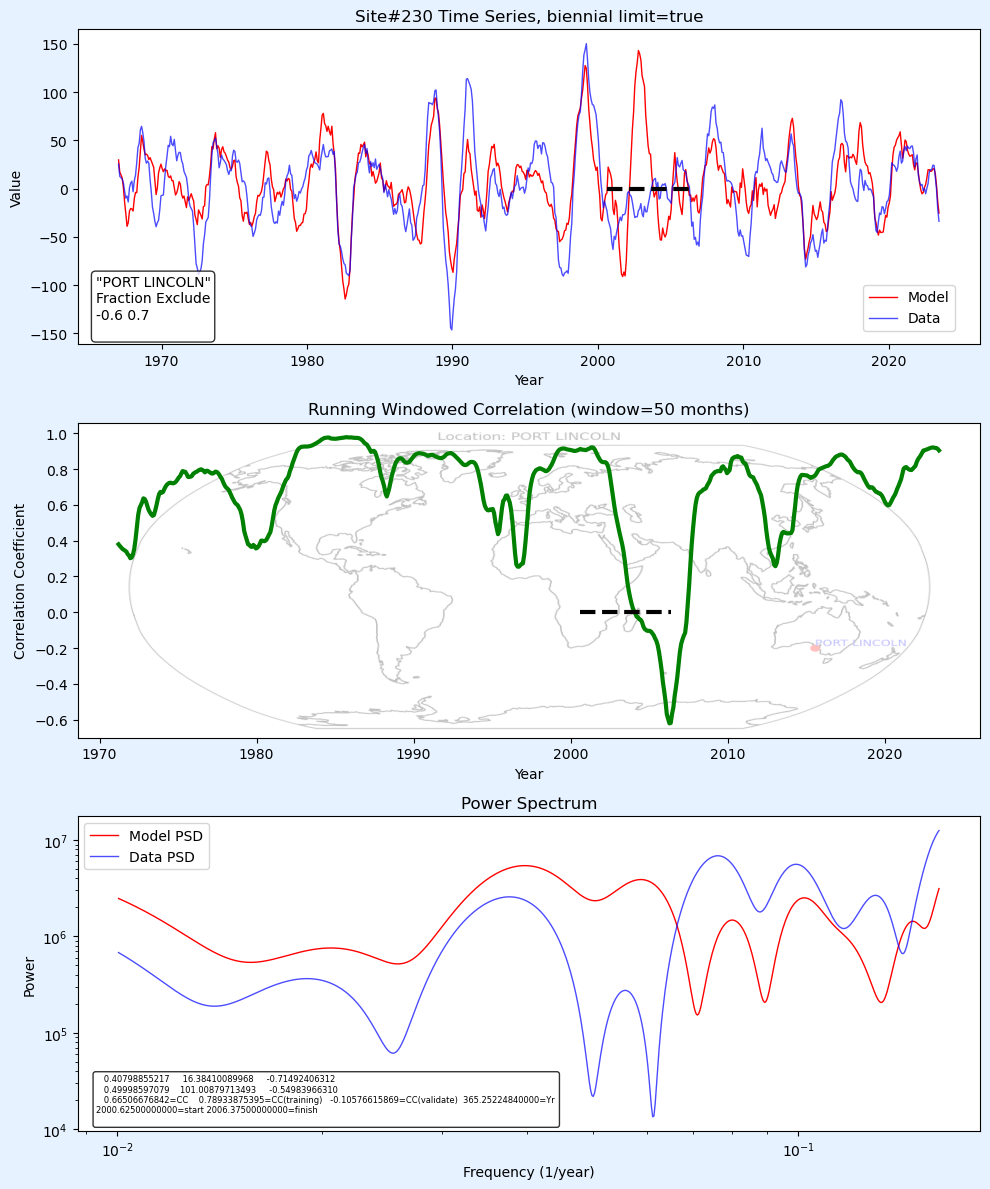 Site#230 Time Series, biennial limit=true
150
100
50
0
−50
−100
−150
Value
"PORT LINCOLN"
Fraction Exclude
-0.6 0.7
Model
Data
1970
1980
1990
2000
2010
2020
Year
Running Windowed Correlation (window=50 months)
Location: PORT LINCOLN
1.0
0.8
0.6
0.4
0.2
0.0
−0.2
−0.4
−0.6
Correlation Coefficient
PORT LINCOLN
1970
1980
1990
2000
2010
2020
Year
Power Spectrum
Model PSD
Data PSD
10^7
10^6
10^5
10^4
Power
0.40798855217 16.38410089968 -0.71492406312
0.49998597079 101.00879713493 -0.54983966310
0.66506676842=CC 0.78933875395=CC(training) -0.10576615869=CC(validate) 365.25224840000=Yr
2000.62500000000=start 2006.37500000000=finish
10^−2
10^−1
Frequency (1/year)